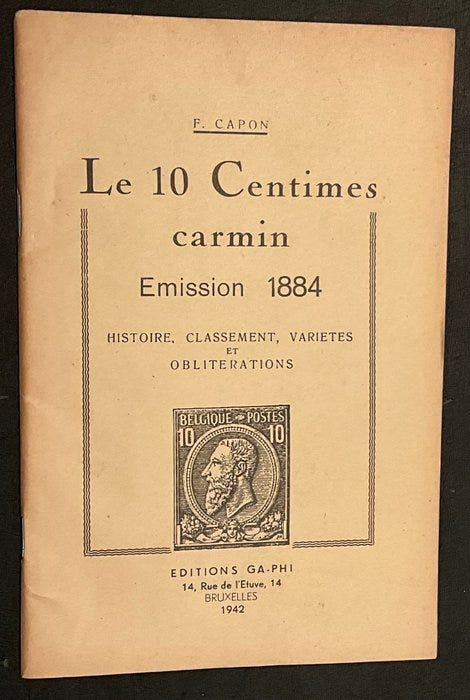 F. CAPON
Le 10 Centimes
carmin
Emission 1884
HISTOIRE, CLASSEMENT, VARIETES
ET
OBLITERATIONS
BELGIQUE POSTES
10 10
EDITIONS GA-PHI
14, Rue de l'Etuve, 14
BRUXELLES
1942